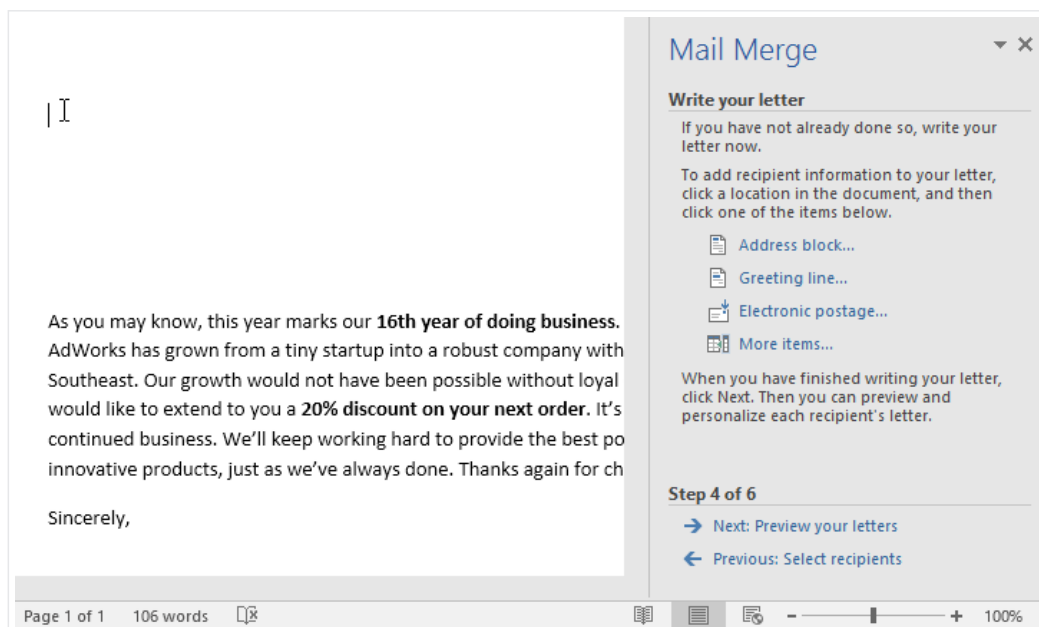 Mail Merge
Write your letter
If you have not already done so, write your
letter now.
To add recipient information to your letter,
click a location in the document, and then
click one of the items below.
Address block...
Greeting line...
Electronic postage...
More items...
When you have finished writing your letter,
click Next. Then you can preview and
personalize each recipient's letter.
Step 4 of 6
Next: Preview your letters
Previous: Select recipients
As you may know, this year marks our 16th year of doing business.
AdWorks has grown from a tiny startup into a robust company with
Southeast. Our growth would not have been possible without loyal
would like to extend to you a 20% discount on your next order. It's
continued business. We'll keep working hard to provide the best po
innovative products, just as we've always done. Thanks again for ch
Sincerely,
Page 1 of 1 106 words 100%